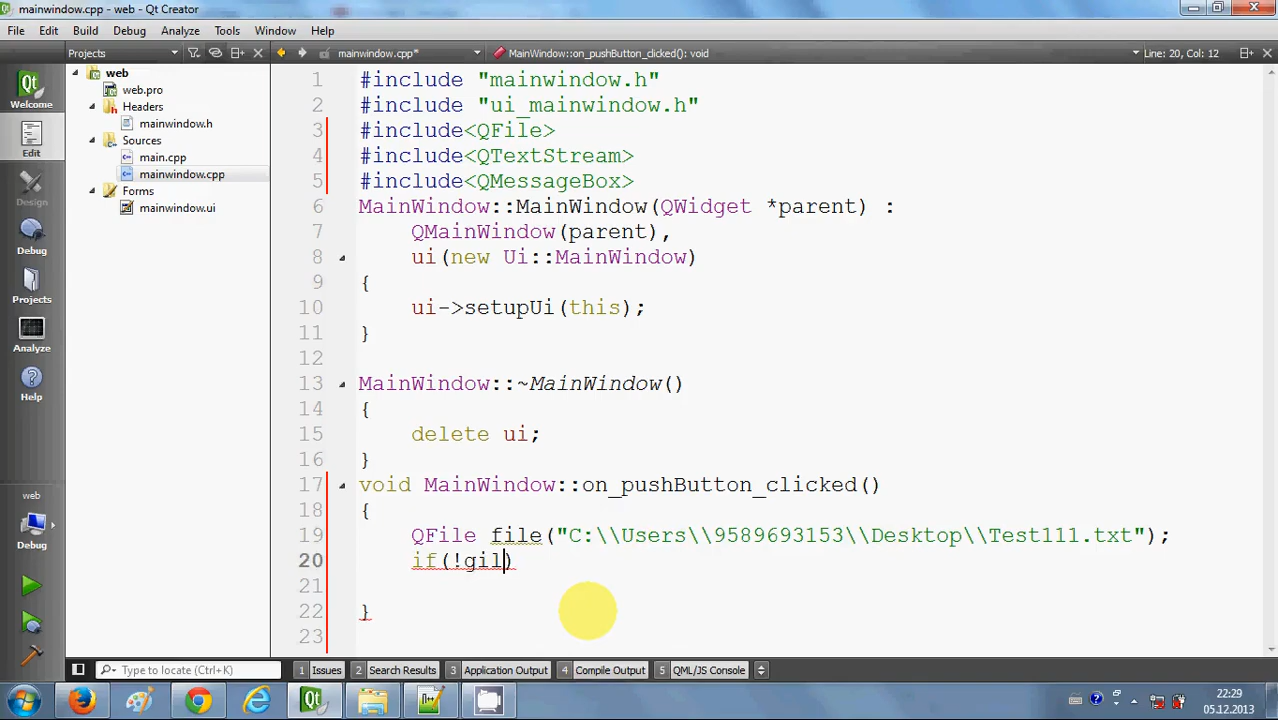 mainwindow.cpp - web - Qt Creator
File Edit Build Debug Analyze Tools Window Help
Projects
mainwindow.cpp*
MainWindow::on_pushButton_clicked(): void
Line: 20, Col: 12
Qt
Welcome
Edit
Design
Debug
Projects
Analyze
Help
web
Debug
web
web.pro
Headers
mainwindow.h
Sources
main.cpp
mainwindow.cpp
Forms
mainwindow.ui
1 #include "mainwindow.h"
2 #include "ui_mainwindow.h"
3 #include<QFile>
4 #include<QTextStream>
5 #include<QMessageBox>
6 MainWindow::MainWindow(QWidget *parent) :
7 QMainWindow(parent),
8 ui(new Ui::MainWindow)
9 {
10 ui->setupUi(this);
11 }
12
13 MainWindow::~MainWindow()
14 {
15 delete ui;
16 }
17 void MainWindow::on_pushButton_clicked()
18 {
19 QFile file("C:\\Users\\9589693153\\Desktop\\Test111.txt");
20 if(!gil)
21
22 }
23
Type to locate (Ctrl+K)
1 Issues
2 Search Results
3 Application Output
4 Compile Output
5 QML/JS Console
Qt
22:29
05.12.2013